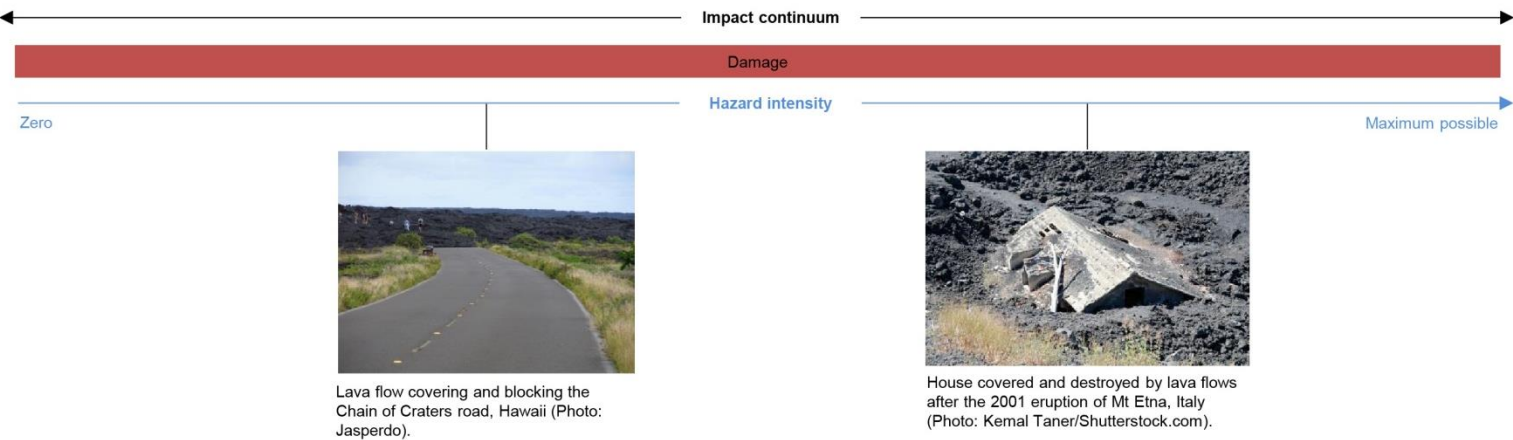 Impact continuum
Damage
Hazard intensity
Zero
Maximum possible
Lava flow covering and blocking the
Chain of Craters road, Hawaii (Photo:
Jasperdo).
House covered and destroyed by lava flows
after the 2001 eruption of Mt Etna, Italy
(Photo: Kemal Taner/Shutterstock.com).